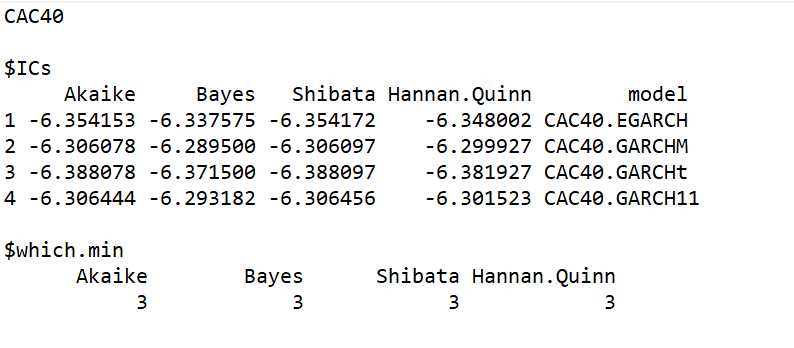 CAC40
$ICs
Akaike Bayes Shibata Hannan.Quinn model
1 -6.354153 -6.337575 -6.354172 -6.348002 CAC40.EGARCH
2 -6.306078 -6.289500 -6.306097 -6.299927 CAC40.GARCHM
3 -6.388078 -6.371500 -6.388097 -6.381927 CAC40.GARCHt
4 -6.306444 -6.293182 -6.306456 -6.301523 CAC40.GARCH11
$which.min
Akaike Bayes Shibata Hannan.Quinn
3 3 3 3